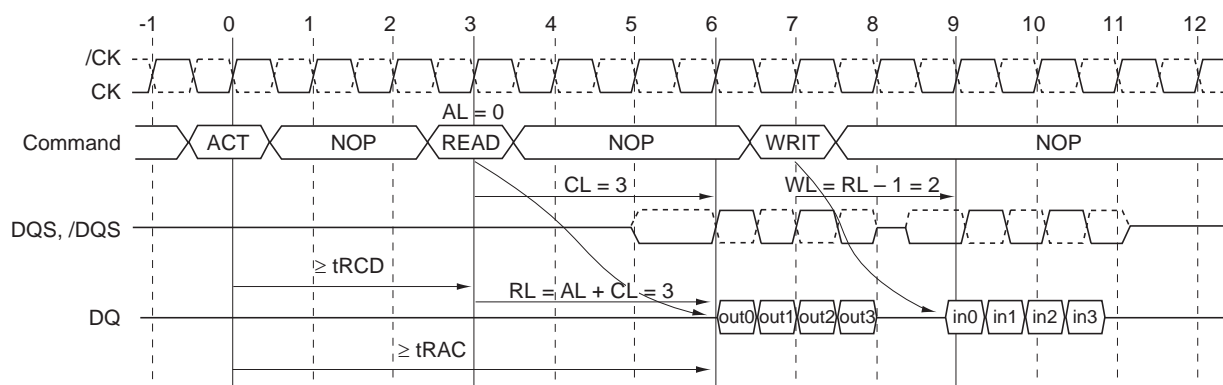 -1 0 1 2 3 4 5 6 7 8 9 10 11 12
/CK
CK
AL = 0
Command ACT NOP READ NOP WRIT NOP
CL = 3 WL = RL – 1 = 2
DQS, /DQS
≥ tRCD
RL = AL + CL = 3
DQ out0 out1 out2 out3 in0 in1 in2 in3
≥ tRAC